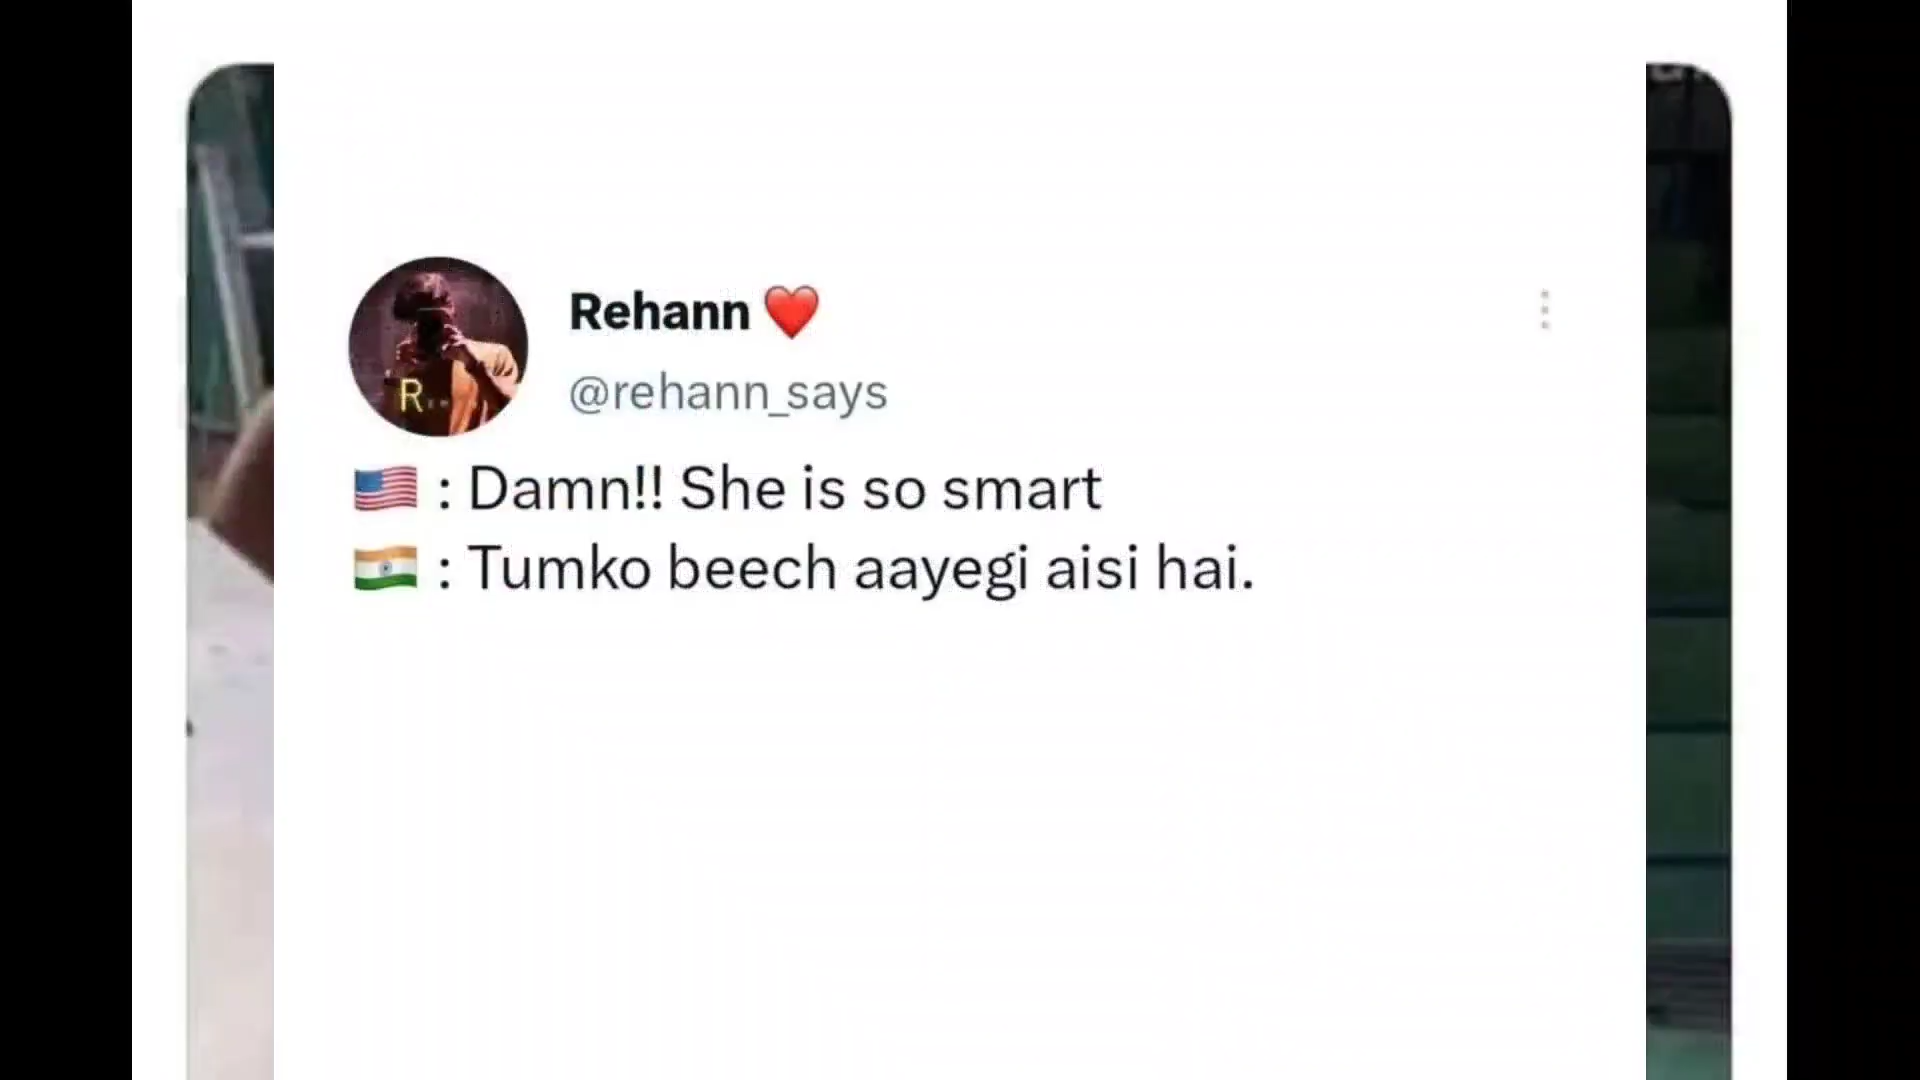 Rehann ❤️
@rehann_says
🇺🇸 : Damn!! She is so smart
🇮🇳 : Tumko beech aayegi aisi hai.
R...